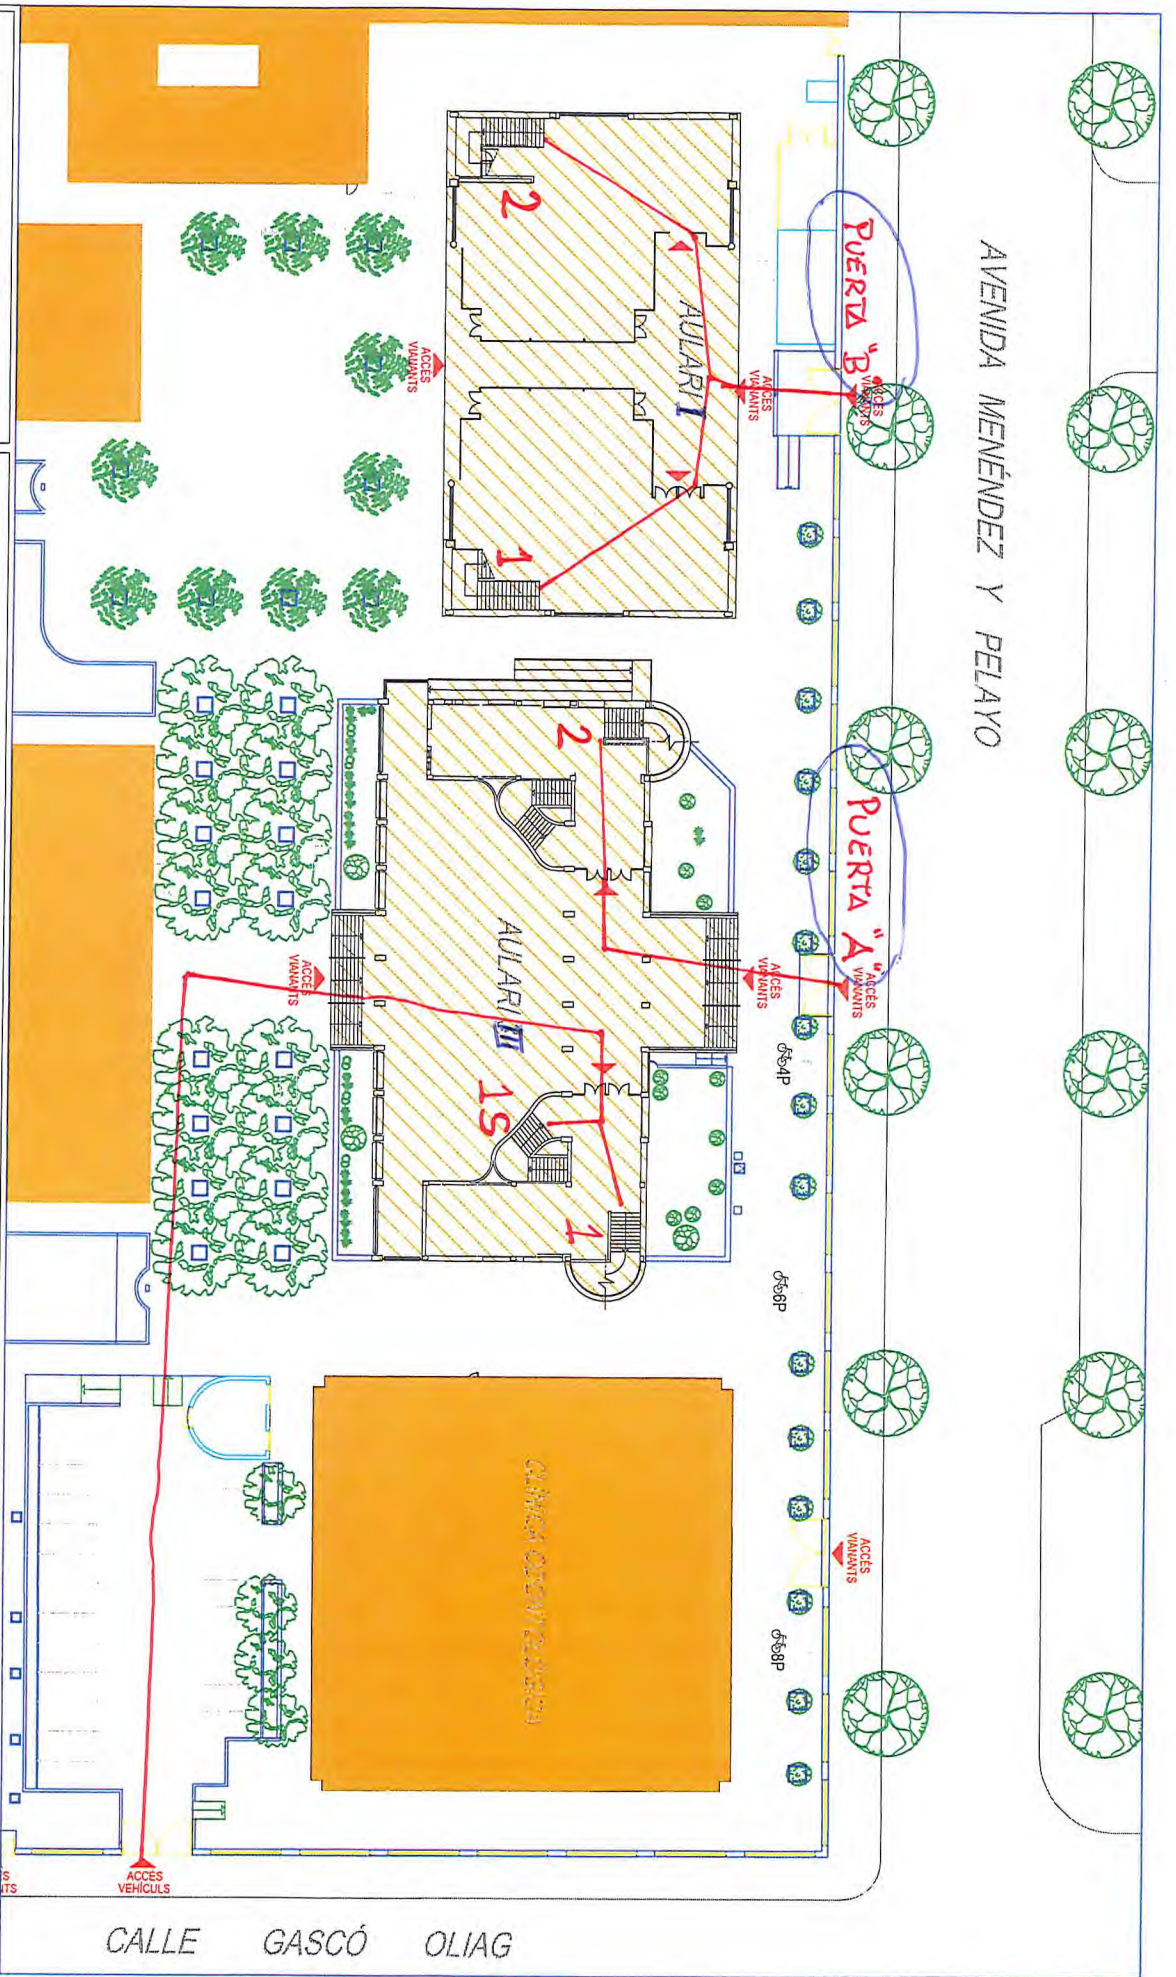 AVENIDA MENÉNDEZ Y PELAYO
PUERTA "B"
ACCÉS
VIANANTS
ACCÉS
VIANANTS
AULARI I
2
1
ACCÉS
VIANANTS
PUERTA "A"
ACCÉS
VIANANTS
ACCÉS
VIANANTS
AULARI III
2
1S
1
ACCÉS
VIANANTS
4P
6P
8P
ACCÉS
VIANANTS
ACCÉS
VEHÍCULS
CALLE GASCÓ OLIAG